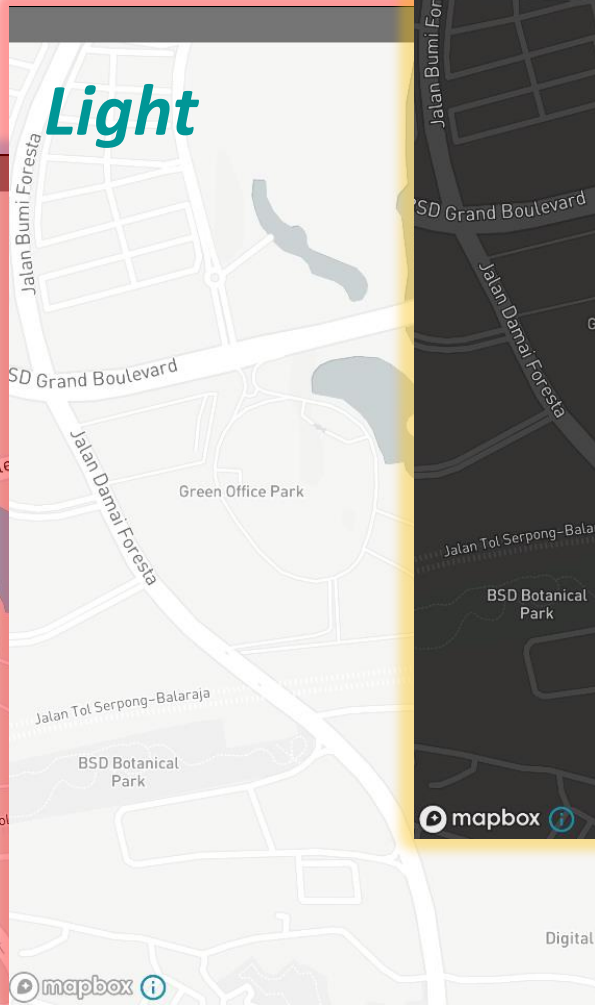 Light
Jalan Bumi Foresta
SD Grand Boulevard
Jalan Damai Foresta
Green Office Park
Jalan Tol Serpong-Balaraja
BSD Botanical
Park
Digital
mapbox
Jalan Bumi For
SD Grand Boulevard
Jalan Damai Foresta
G
Jalan Tol Serpong-Bala
BSD Botanical
Park
mapbox